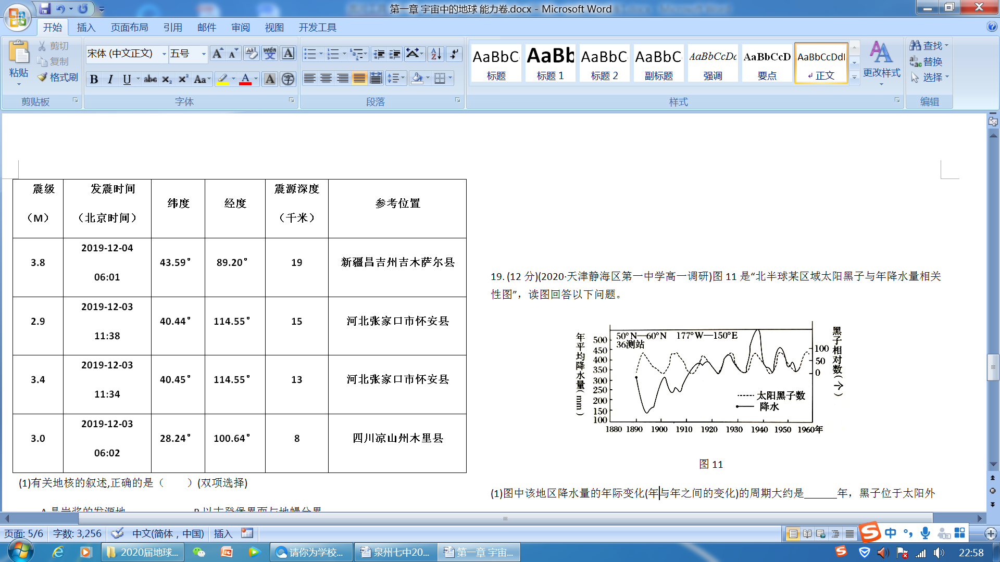 第一章 宇宙中的地球 能力卷.docx - Microsoft Word
开始 插入 页面布局 引用 邮件 审阅 视图 开发工具
粘贴
剪切
复制
格式刷
剪贴板
宋体 (中文正文) 五号
字体
段落
AaBbC AaBb AaBbC AaBbC AaBbCcDc AaBbCcD AaBbCcDdI
标题 标题 1 标题 2 副标题 强调 要点 正文
样式
更改样式
查找
替换
选择
编辑
震级（M） 发震时间（北京时间） 纬度 经度 震源深度（千米） 参考位置
3.8 2019-12-04 06:01 43.59° 89.20° 19 新疆昌吉州吉木萨尔县
2.9 2019-12-03 11:38 40.44° 114.55° 15 河北张家口市怀安县
3.4 2019-12-03 11:34 40.45° 114.55° 13 河北张家口市怀安县
3.0 2019-12-03 06:02 28.24° 100.64° 8 四川凉山州木里县
(1)有关地核的叙述,正确的是（　　）(双项选择)
A.是岩浆的发源地 B.以古登堡界面与地幔分界
19. (12 分)(2020·天津静海区第一中学高一调研)图 11 是“北半球某区域太阳黑子与年降水量相关
性图”，读图回答以下问题。
年平均降水量(mm)
500
450
400
350
300
250
200
150
100
50°N—60°N 177°W—150°E
36测站
黑子相对数(个)
100
50
0
太阳黑子数
降水
1880 1890 1900 1910 1920 1930 1940 1950 1960年
图 11
(1)图中该地区降水量的年际变化(年与年之间的变化)的周期大约是______年，黑子位于太阳外
页面: 5/6 字数: 3,256 中文(简体，中国) 插入
中
2020届地球... 请你为学校... 泉州七中20... 第一章 宇宙... 22:58